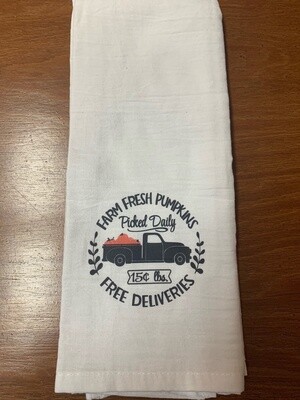 FARM FRESH PUMPKINS
Picked Daily
15¢ lbs.
FREE DELIVERIES